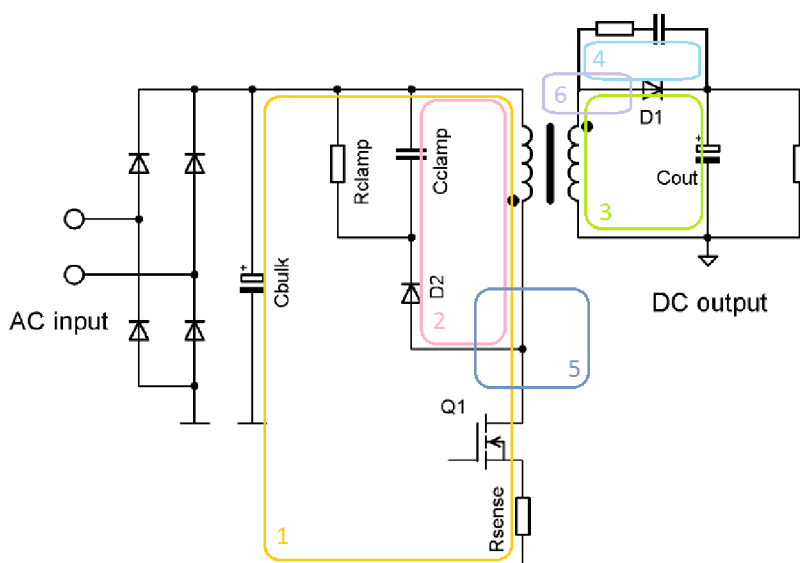 4
6
D1
Rclamp
Cclamp
Cout
3
+
+
+
Cbulk
D2
2
DC output
AC input
5
Q1
Rsense
1